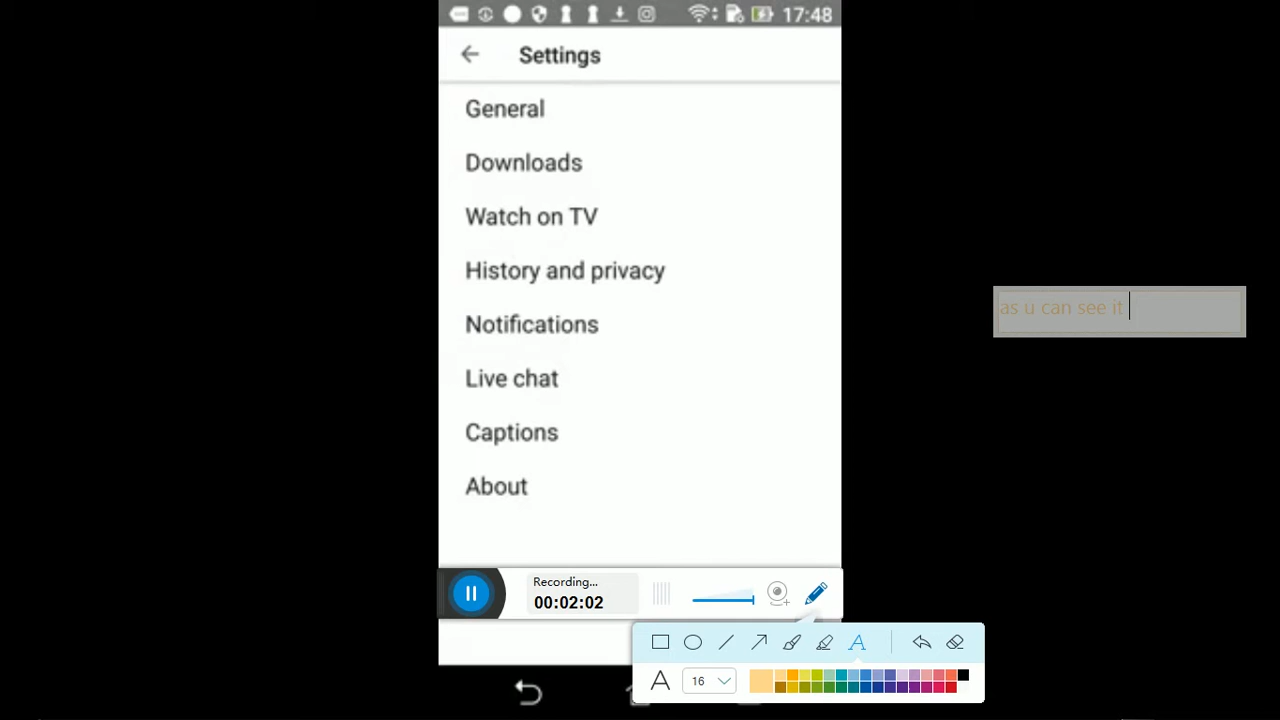 17:48
Settings
General
Downloads
Watch on TV
History and privacy
as u can see it
Notifications
Live chat
Captions
About
Recording...
00:02:02
A
A 16